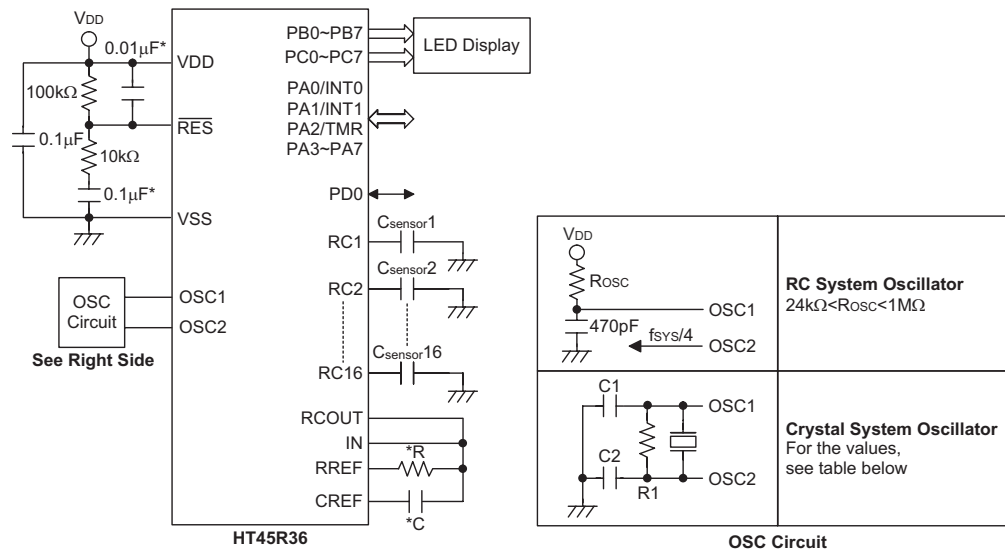 VDD
0.01μF*
100kΩ
0.1μF
10kΩ
0.1μF*
VDD
RES
VSS
OSC1
OSC2
OSC
Circuit
See Right Side
PB0~PB7
PC0~PC7
LED Display
PA0/INT0
PA1/INT1
PA2/TMR
PA3~PA7
PD0
RC1
Csensor1
RC2
Csensor2
RC16
Csensor16
RCOUT
IN
RREF
*R
CREF
*C
HT45R36
VDD
ROSC
470pF
OSC1
fSYS/4
OSC2
RC System Oscillator
24kΩ<ROSC<1MΩ
C1
C2
R1
OSC1
OSC2
Crystal System Oscillator
For the values,
see table below
OSC Circuit